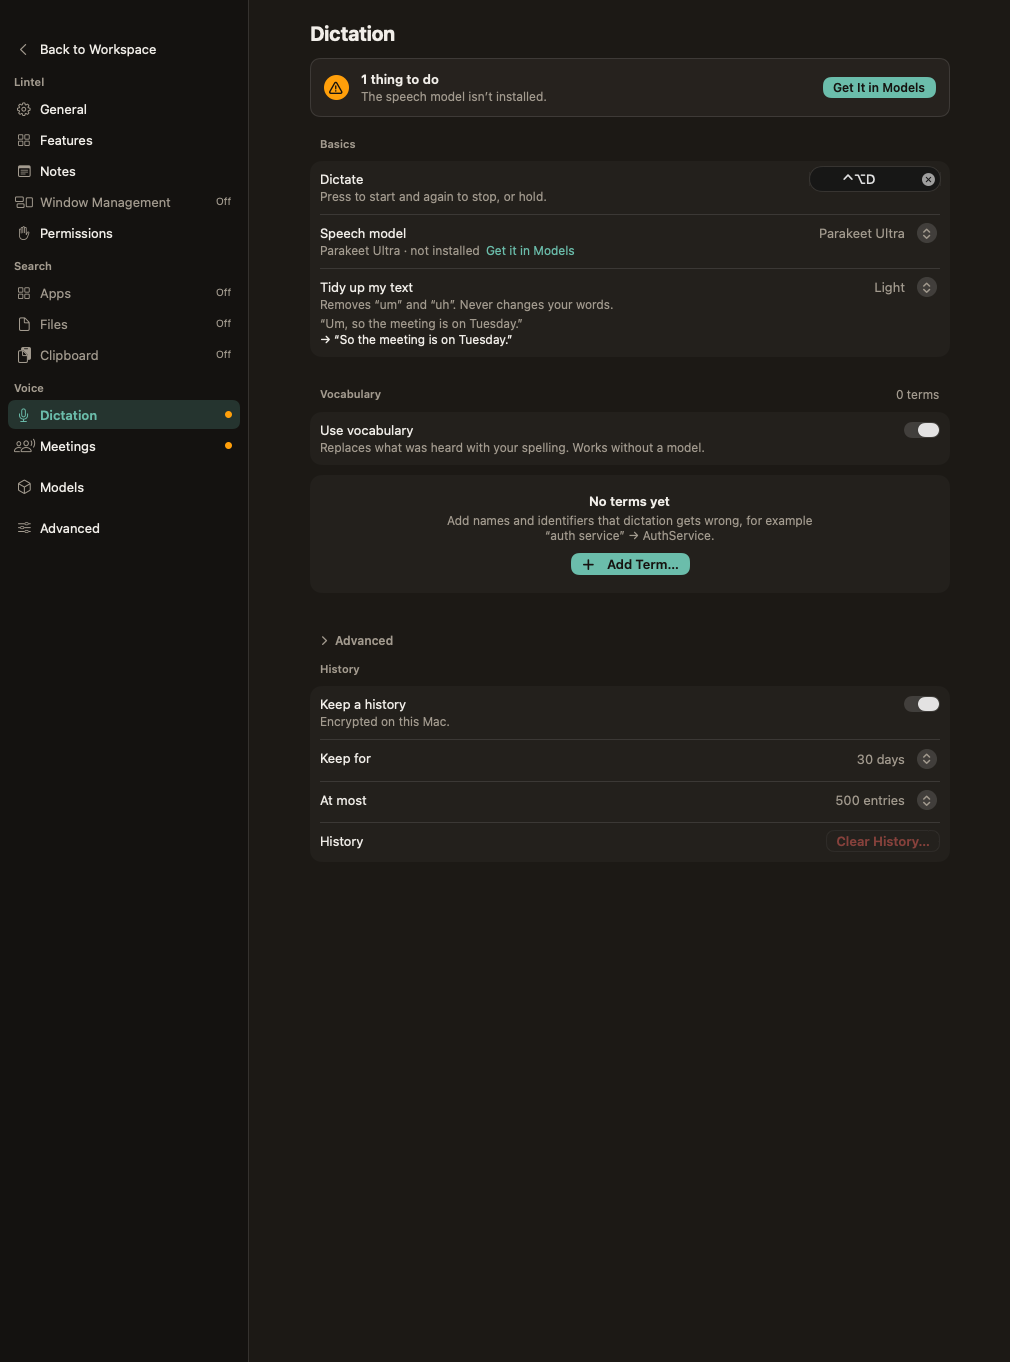 Back to Workspace
Lintel
General
Features
Notes
Window Management Off
Permissions
Search
Apps Off
Files Off
Clipboard Off
Voice
Dictation
Meetings
Models
Advanced
Dictation
1 thing to do
The speech model isn’t installed.
Get It in Models
Basics
Dictate
Press to start and again to stop, or hold.
⌃⌥D
Speech model
Parakeet Ultra · not installed Get it in Models
Parakeet Ultra
Tidy up my text
Removes “um” and “uh”. Never changes your words.
“Um, so the meeting is on Tuesday.”
→ “So the meeting is on Tuesday.”
Light
Vocabulary 0 terms
Use vocabulary
Replaces what was heard with your spelling. Works without a model.
No terms yet
Add names and identifiers that dictation gets wrong, for example
“auth service” → AuthService.
+ Add Term...
Advanced
History
Keep a history
Encrypted on this Mac.
Keep for 30 days
At most 500 entries
History Clear History...